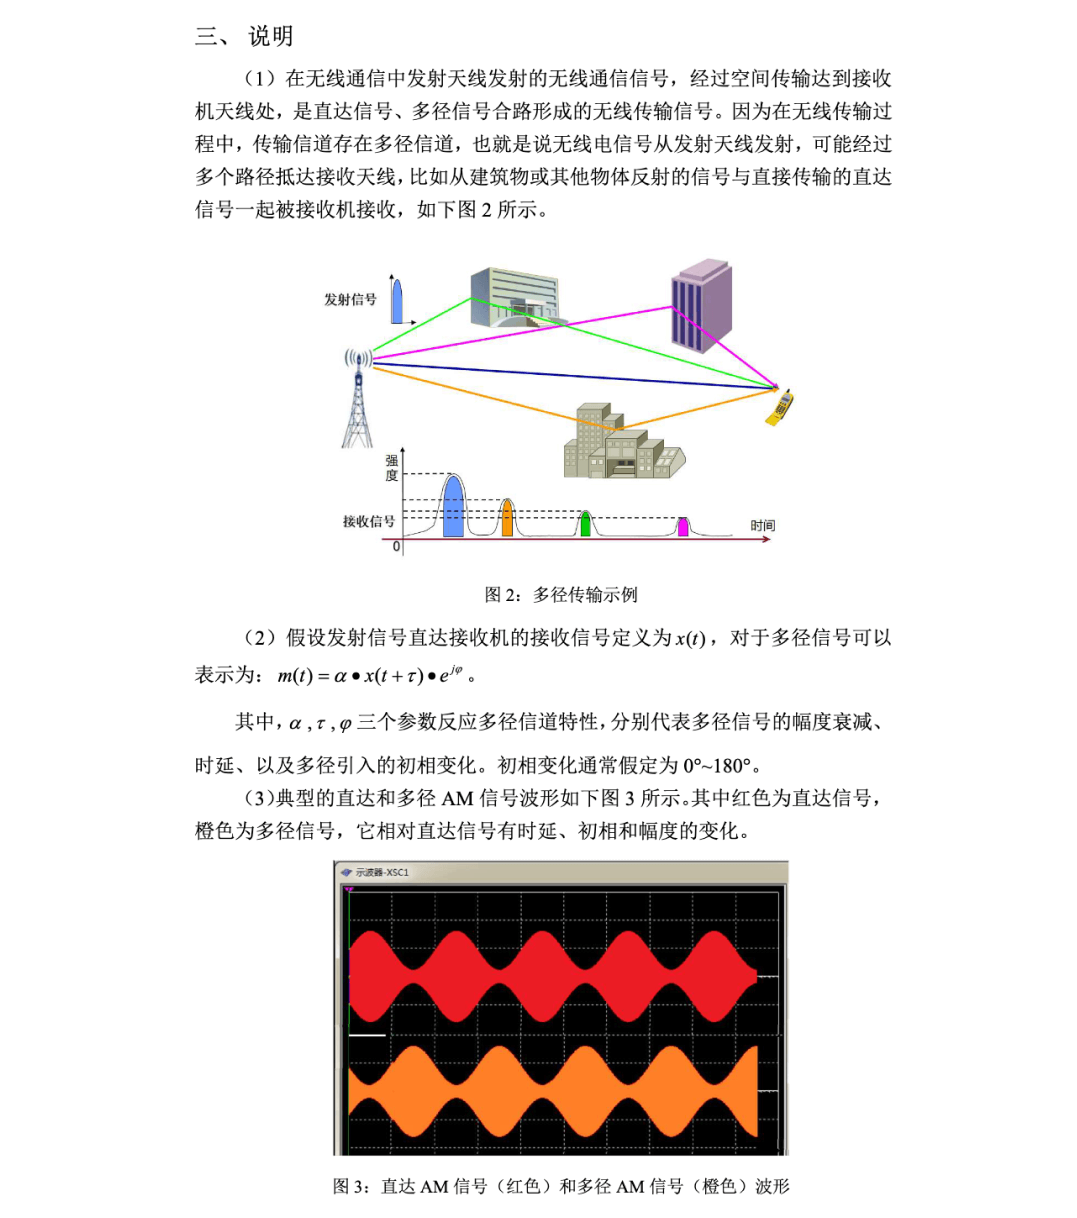 三、 说明
（1）在无线通信中发射天线发射的无线通信信号，经过空间传输达到接收
机天线处，是直达信号、多径信号合路形成的无线传输信号。因为在无线传输过
程中，传输信道存在多径信道，也就是说无线电信号从发射天线发射，可能经过
多个路径抵达接收天线，比如从建筑物或其他物体反射的信号与直接传输的直达
信号一起被接收机接收，如下图 2 所示。
发射信号
强度
接收信号
时间
0
图 2：多径传输示例
（2）假设发射信号直达接收机的接收信号定义为 x(t)，对于多径信号可以
表示为： m(t) = α • x(t + τ) • e^{jφ} 。
其中，α , τ , φ 三个参数反应多径信道特性，分别代表多径信号的幅度衰减、
时延、以及多径引入的初相变化。初相变化通常假定为 0°~180°。
（3）典型的直达和多径 AM 信号波形如下图 3 所示。其中红色为直达信号，
橙色为多径信号，它相对直达信号有时延、初相和幅度的变化。
示波器-XSC1
图 3：直达 AM 信号（红色）和多径 AM 信号（橙色）波形